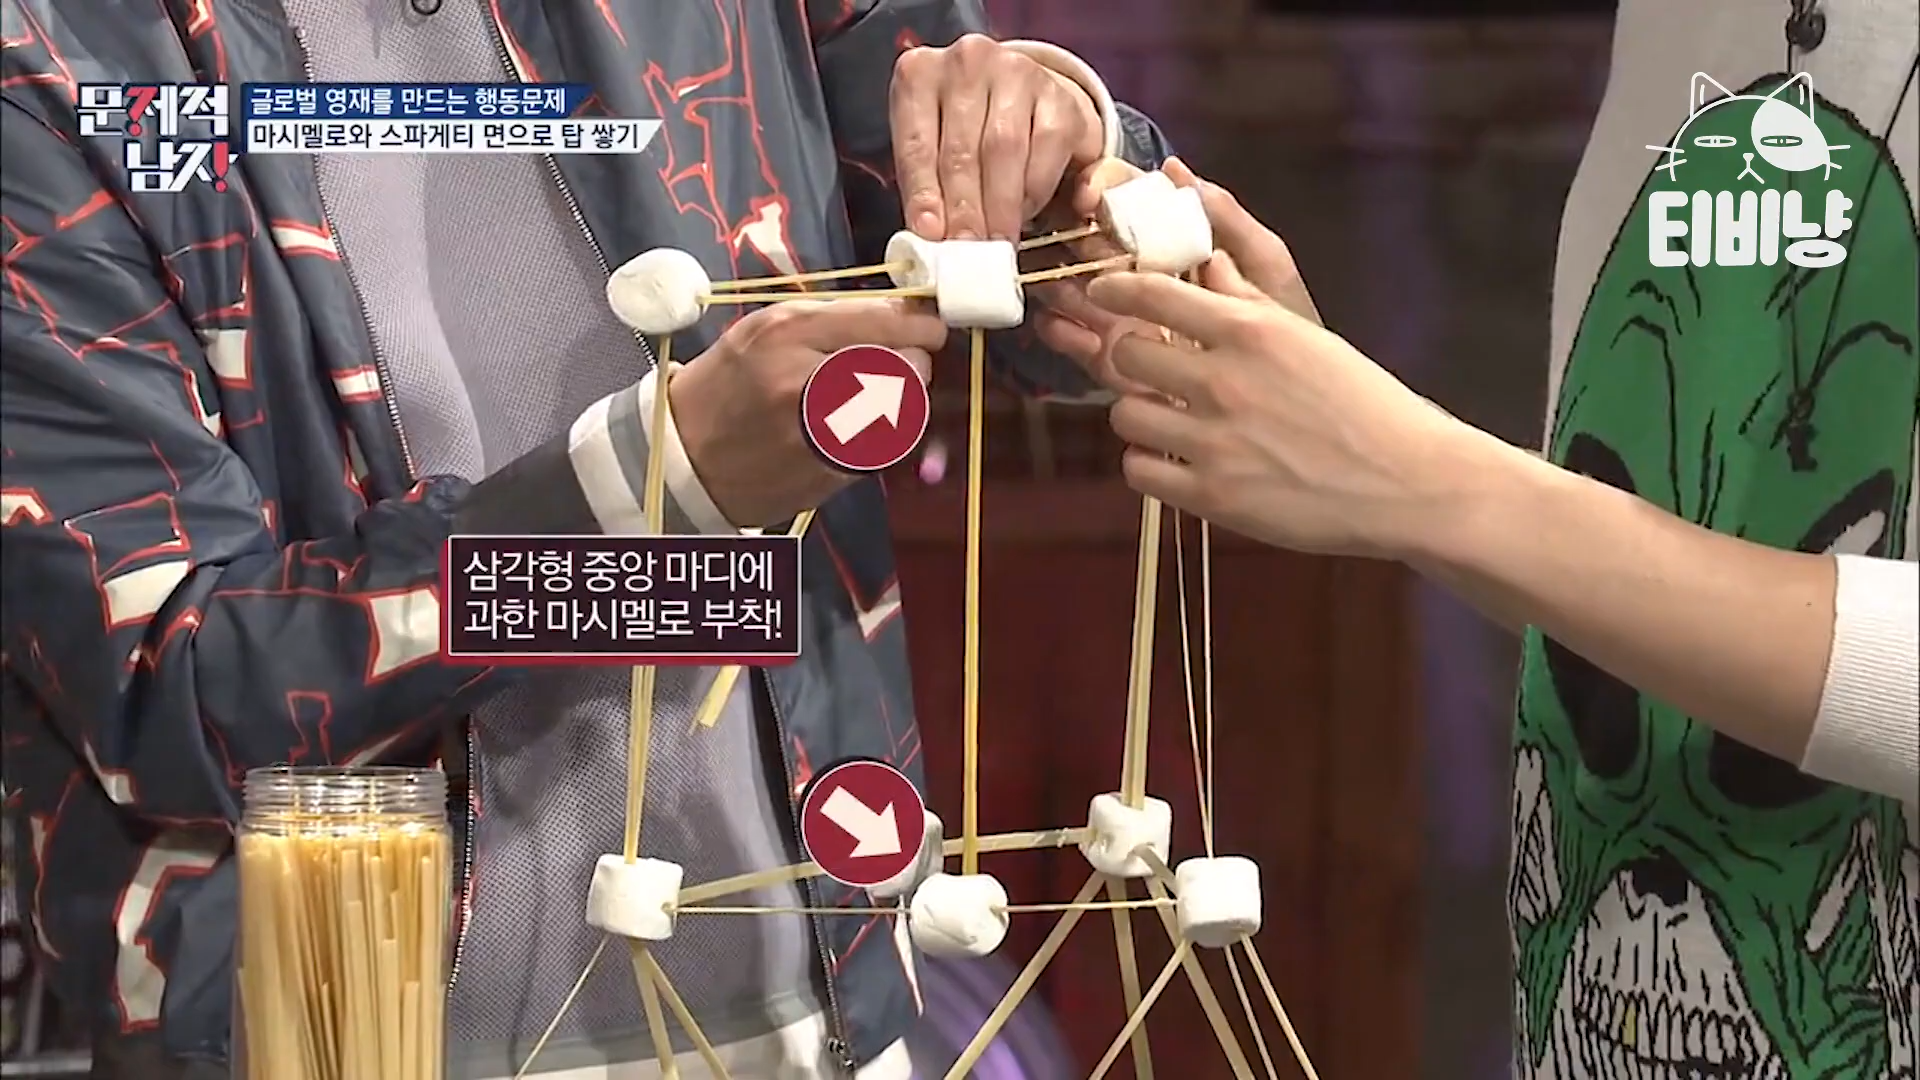 문제적
남자
글로벌 영재를 만드는 행동문제
마시멜로와 스파게티 면으로 탑 쌓기
티비냥
삼각형 중앙 마디에
과한 마시멜로 부착!